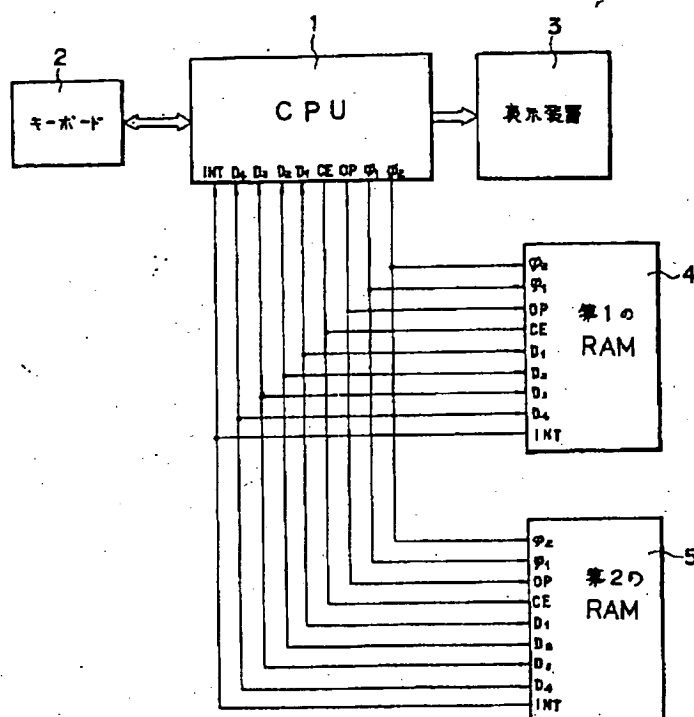 1
2
3
キーボード
CPU
表示装置
INT D4 D3 D2 D1 CE OP φ1 φ2
φ2
φ1
OP
CE
D1
D2
D3
D4
INT
第1の
RAM
4
φ2
φ1
OP
CE
D1
D2
D3
D4
INT
第2の
RAM
5